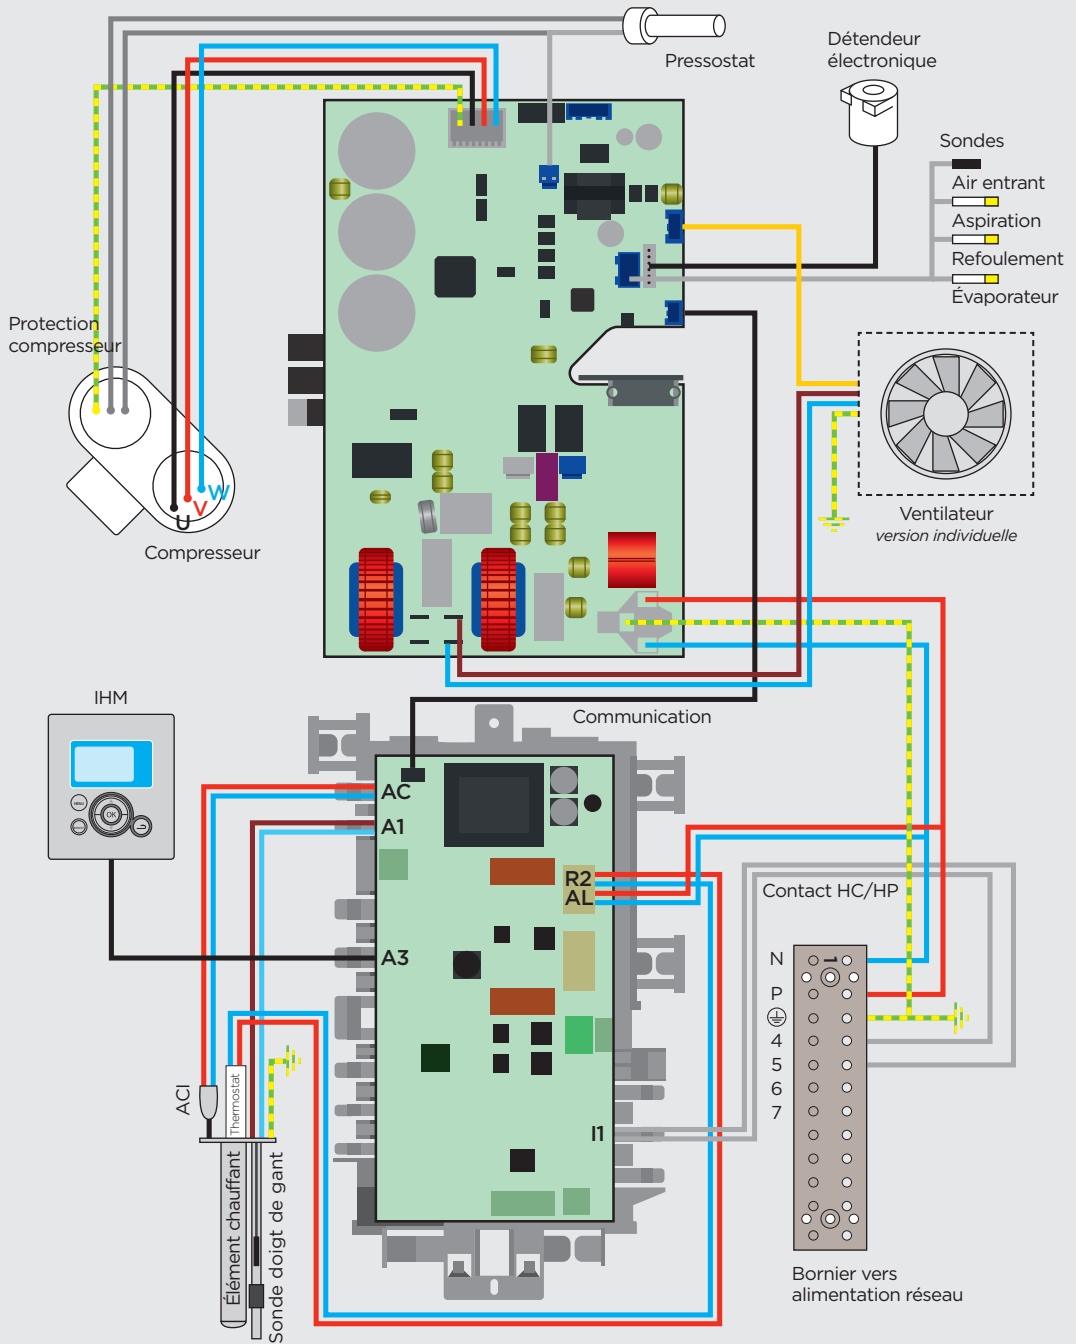 Pressostat
Détendeur
électronique
Sondes
Air entrant
Aspiration
Refoulement
Évaporateur
Protection
compresseur
W
V
U
Compresseur
Ventilateur
version individuelle
IHM
Communication
MENU
OK
AC
A1
R2
AL
Contact HC/HP
A3
N
1
P
4
5
6
7
ACI
Thermostat
I1
Élément chauffant
Sonde doigt de gant
Bornier vers
alimentation réseau